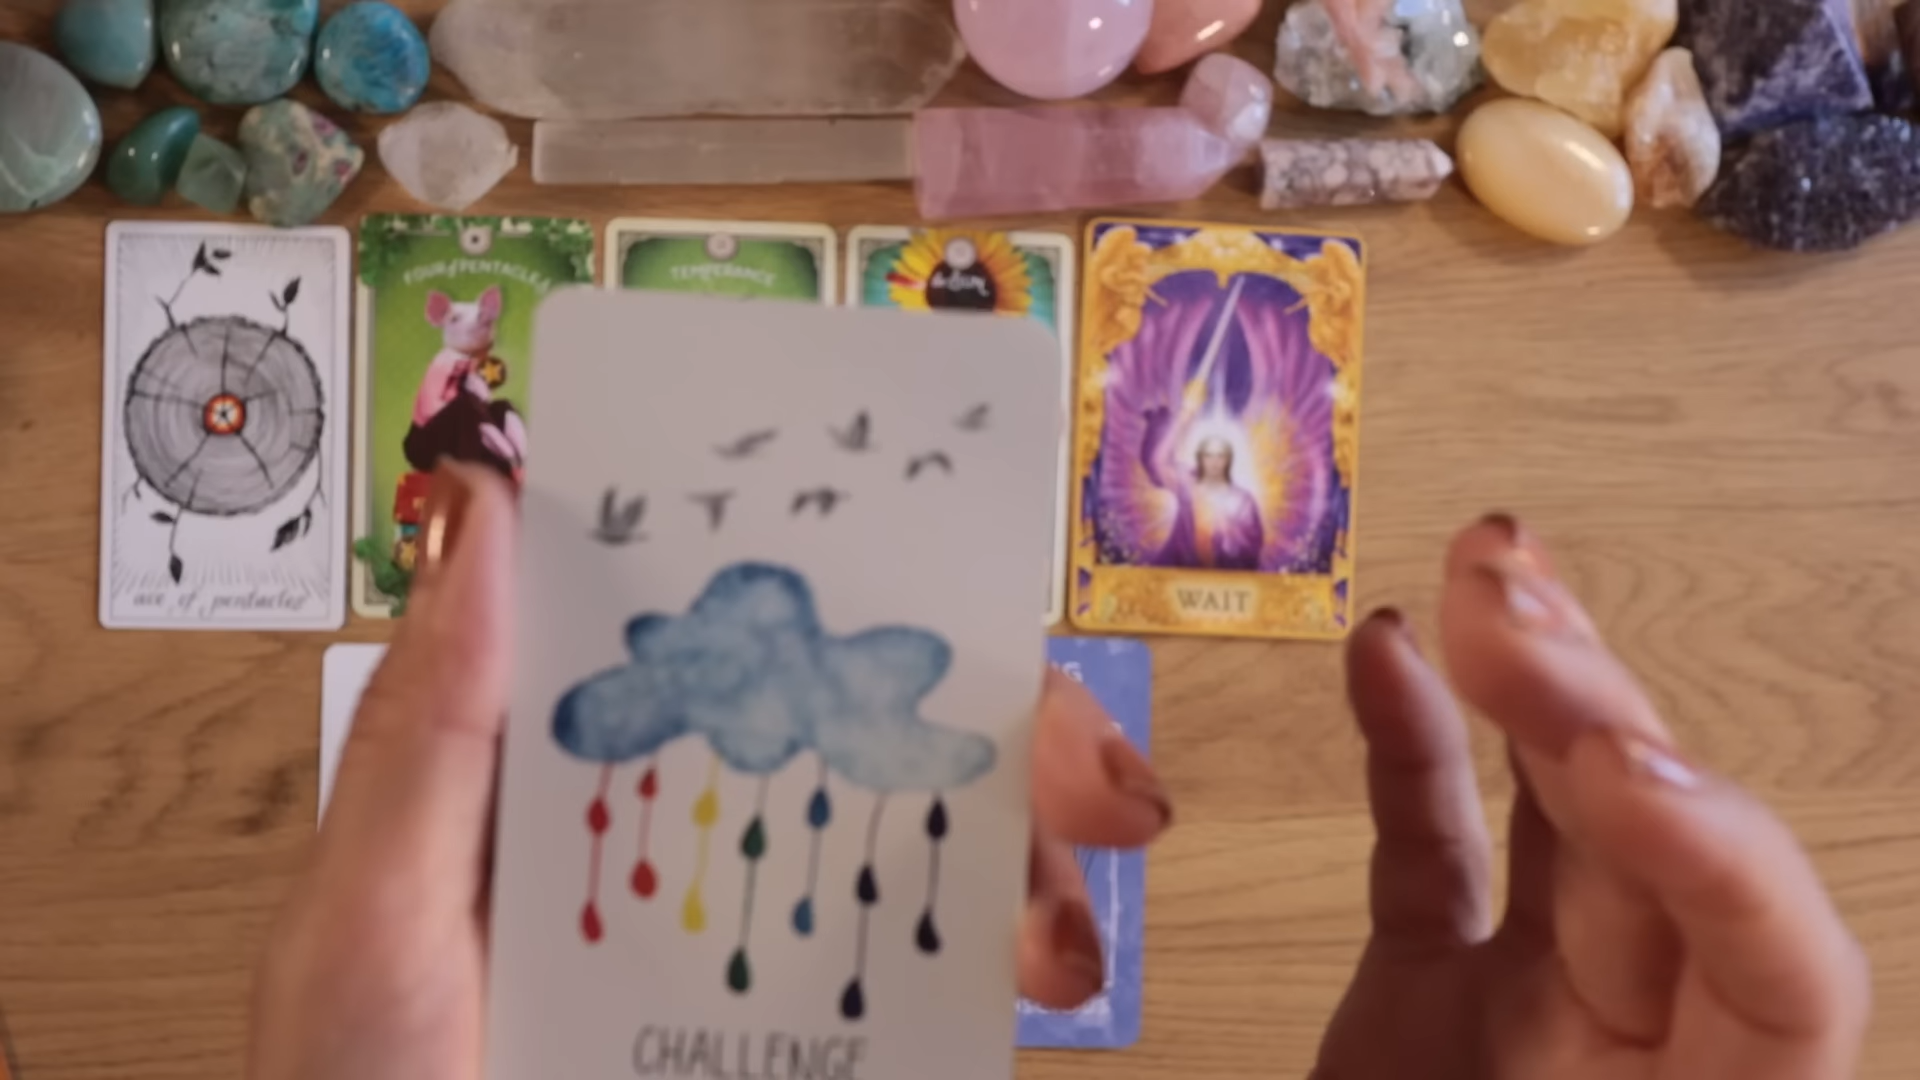 FOUR of PENTACLES
TEMPERANCE
ace of pentacles
WAIT
CHALLENGE